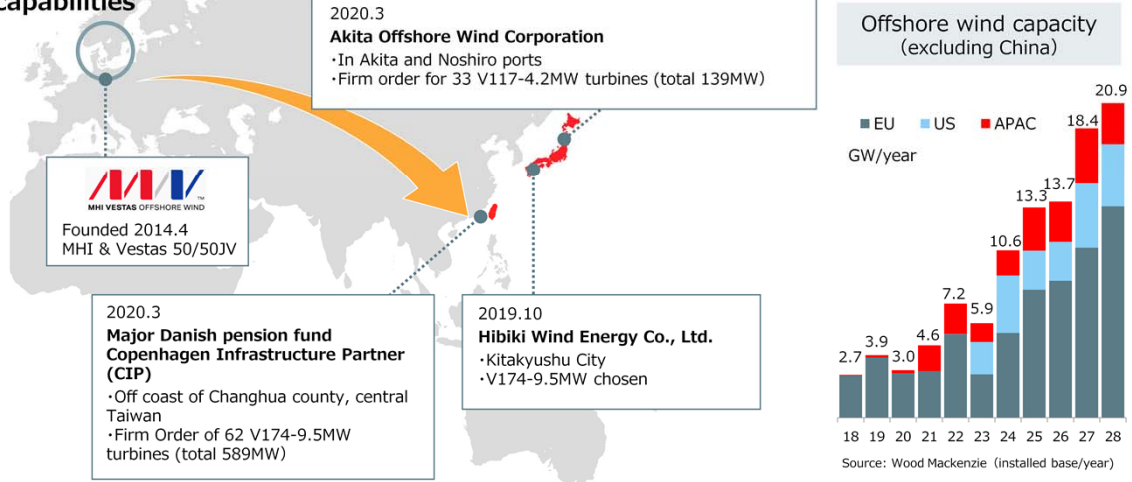 capabilities
2020.3
Akita Offshore Wind Corporation
・In Akita and Noshiro ports
・Firm order for 33 V117-4.2MW turbines (total 139MW)
MHI VESTAS OFFSHORE WIND
TM
Founded 2014.4
MHI & Vestas 50/50JV
2020.3
Major Danish pension fund
Copenhagen Infrastructure Partner
(CIP)
・Off coast of Changhua county, central
Taiwan
・Firm Order of 62 V174-9.5MW
turbines (total 589MW)
2019.10
Hibiki Wind Energy Co., Ltd.
・Kitakyushu City
・V174-9.5MW chosen
Offshore wind capacity
(excluding China)
EU US APAC
GW/year
2.7 3.9 3.0 4.6 7.2 5.9 10.6 13.3 13.7 18.4 20.9
18 19 20 21 22 23 24 25 26 27 28
Source: Wood Mackenzie (installed base/year)